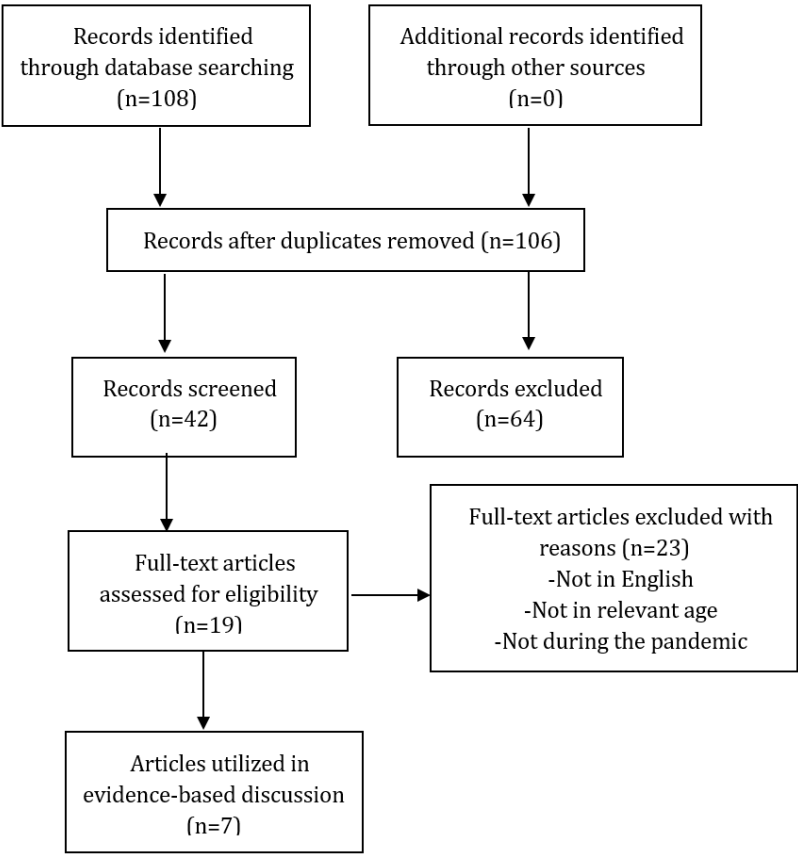 Records identified
through database searching
(n=108)
Additional records identified
through other sources
(n=0)
Records after duplicates removed (n=106)
Records screened
(n=42)
Records excluded
(n=64)
Full-text articles
assessed for eligibility
(n=19)
Full-text articles excluded with
reasons (n=23)
-Not in English
-Not in relevant age
-Not during the pandemic
Articles utilized in
evidence-based discussion
(n=7)